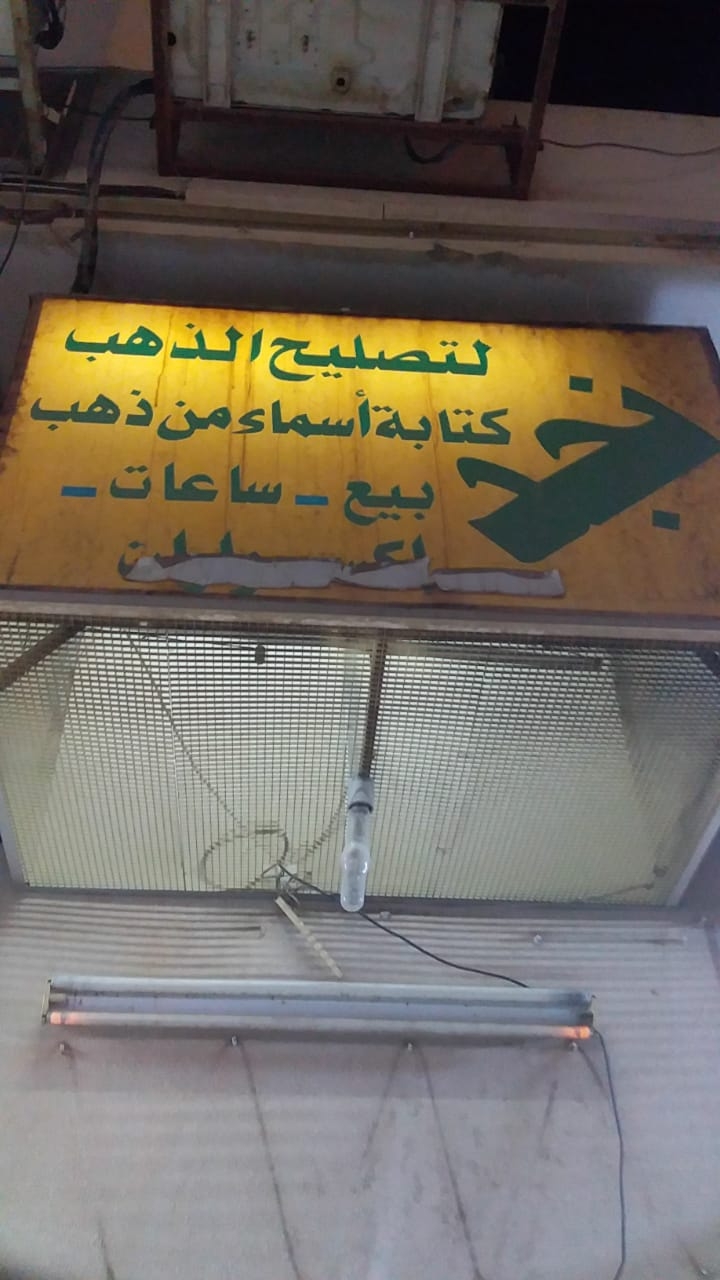 لتصليح الذهب
كتابة أسماء من ذهب
بيع - ساعات -